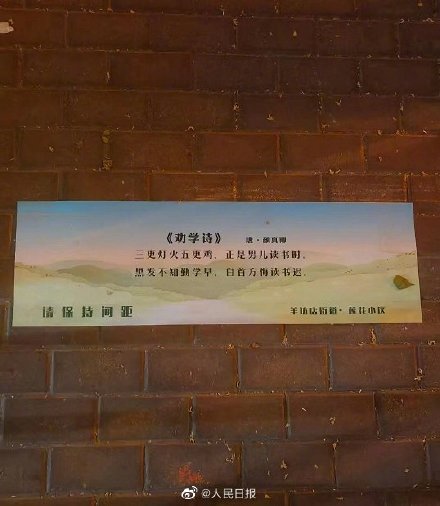 《劝学诗》 唐·颜真卿
三更灯火五更鸡，正是男儿读书时。
黑发不知勤学早，白首方悔读书迟。
请保持间距 羊坊店街道·莲花小区
@人民日报